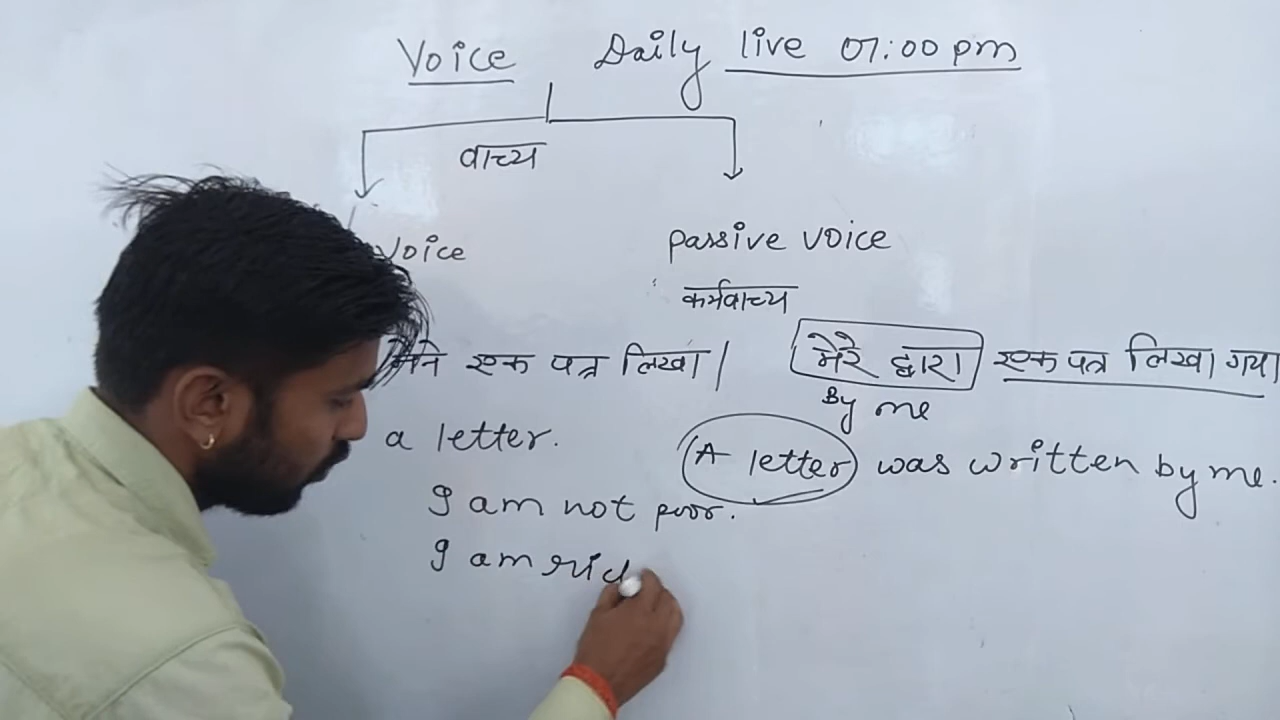 Voice Daily live 07:00 pm
वाच्य
Voice passive voice
कर्मवाच्य
मैने एक पत्र लिखा| मेरे द्वारा एक पत्र लिखा गया
By me
a letter. A letter was written by me.
I am not poor.
I am ric